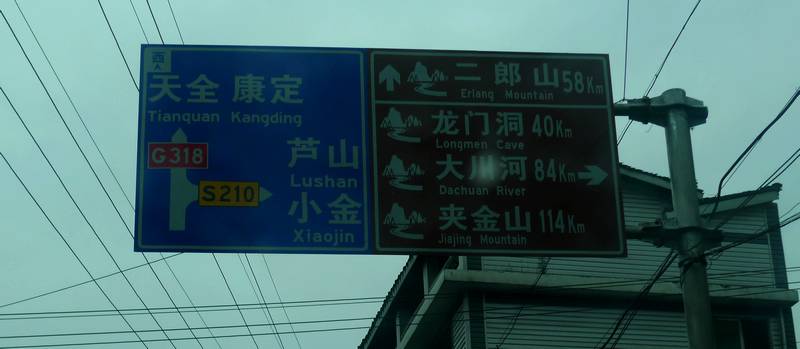 西
天全 康定
Tianquan Kangding
G318
芦山
Lushan
S210
小金
Xiaojin
二郎山 58Km
Erlang Mountain
龙门洞 40Km
Longmen Cave
大川河 84Km
Dachuan River
夹金山 114Km
Jiajing Mountain